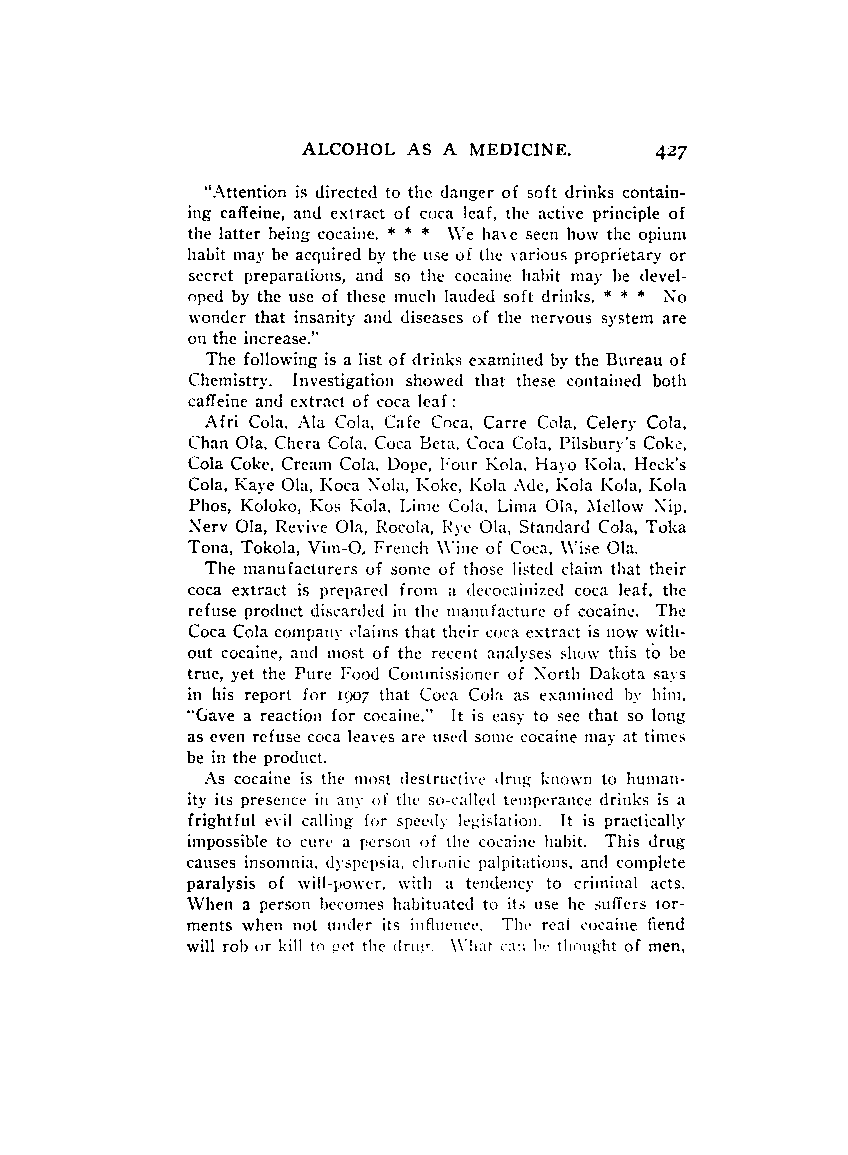 ALCOHOL AS A MEDICINE. 427
"Attention is directed to the danger of soft drinks contain-
ing caffeine, and extract of coca leaf, the active principle of
the latter being cocaine. * * * We have seen how the opium
habit may be acquired by the use of the various proprietary or
secret preparations, and so the cocaine habit may be devel-
oped by the use of these much lauded soft drinks. * * * No
wonder that insanity and diseases of the nervous system are
on the increase."
The following is a list of drinks examined by the Bureau of
Chemistry. Investigation showed that these contained both
caffeine and extract of coca leaf:
Afri Cola, Ala Cola, Cafe Coca, Carre Cola, Celery Cola,
Chan Ola, Chera Cola, Coca Beta, Coca Cola, Pilsbury's Coke,
Cola Coke, Cream Cola, Dope, Four Kola, Hayo Kola, Heck's
Cola, Kaye Ola, Koca Nola, Koke, Kola Ade, Kola Kola, Kola
Phos, Koloko, Kos Kola, Lime Cola, Lima Ola, Mellow Nip,
Nerv Ola, Revive Ola, Rocola, Rye Ola, Standard Cola, Toka
Tona, Tokola, Vim-O, French Wine of Coca, Wise Ola.
The manufacturers of some of those listed claim that their
coca extract is prepared from a decocainized coca leaf, the
refuse product discarded in the manufacture of cocaine. The
Coca Cola company claims that their coca extract is now with-
out cocaine, and most of the recent analyses show this to be
true, yet the Pure Food Commissioner of North Dakota says
in his report for 1907 that Coca Cola as examined by him,
"Gave a reaction for cocaine." It is easy to see that so long
as even refuse coca leaves are used some cocaine may at times
be in the product.
As cocaine is the most destructive drug known to human-
ity its presence in any of the so-called temperance drinks is a
frightful evil calling for speedy legislation. It is practically
impossible to cure a person of the cocaine habit. This drug
causes insomnia, dyspepsia, chronic palpitations, and complete
paralysis of will-power, with a tendency to criminal acts.
When a person becomes habituated to its use he suffers tor-
ments when not under its influence. The real cocaine fiend
will rob or kill to get the drug. What can be thought of men,